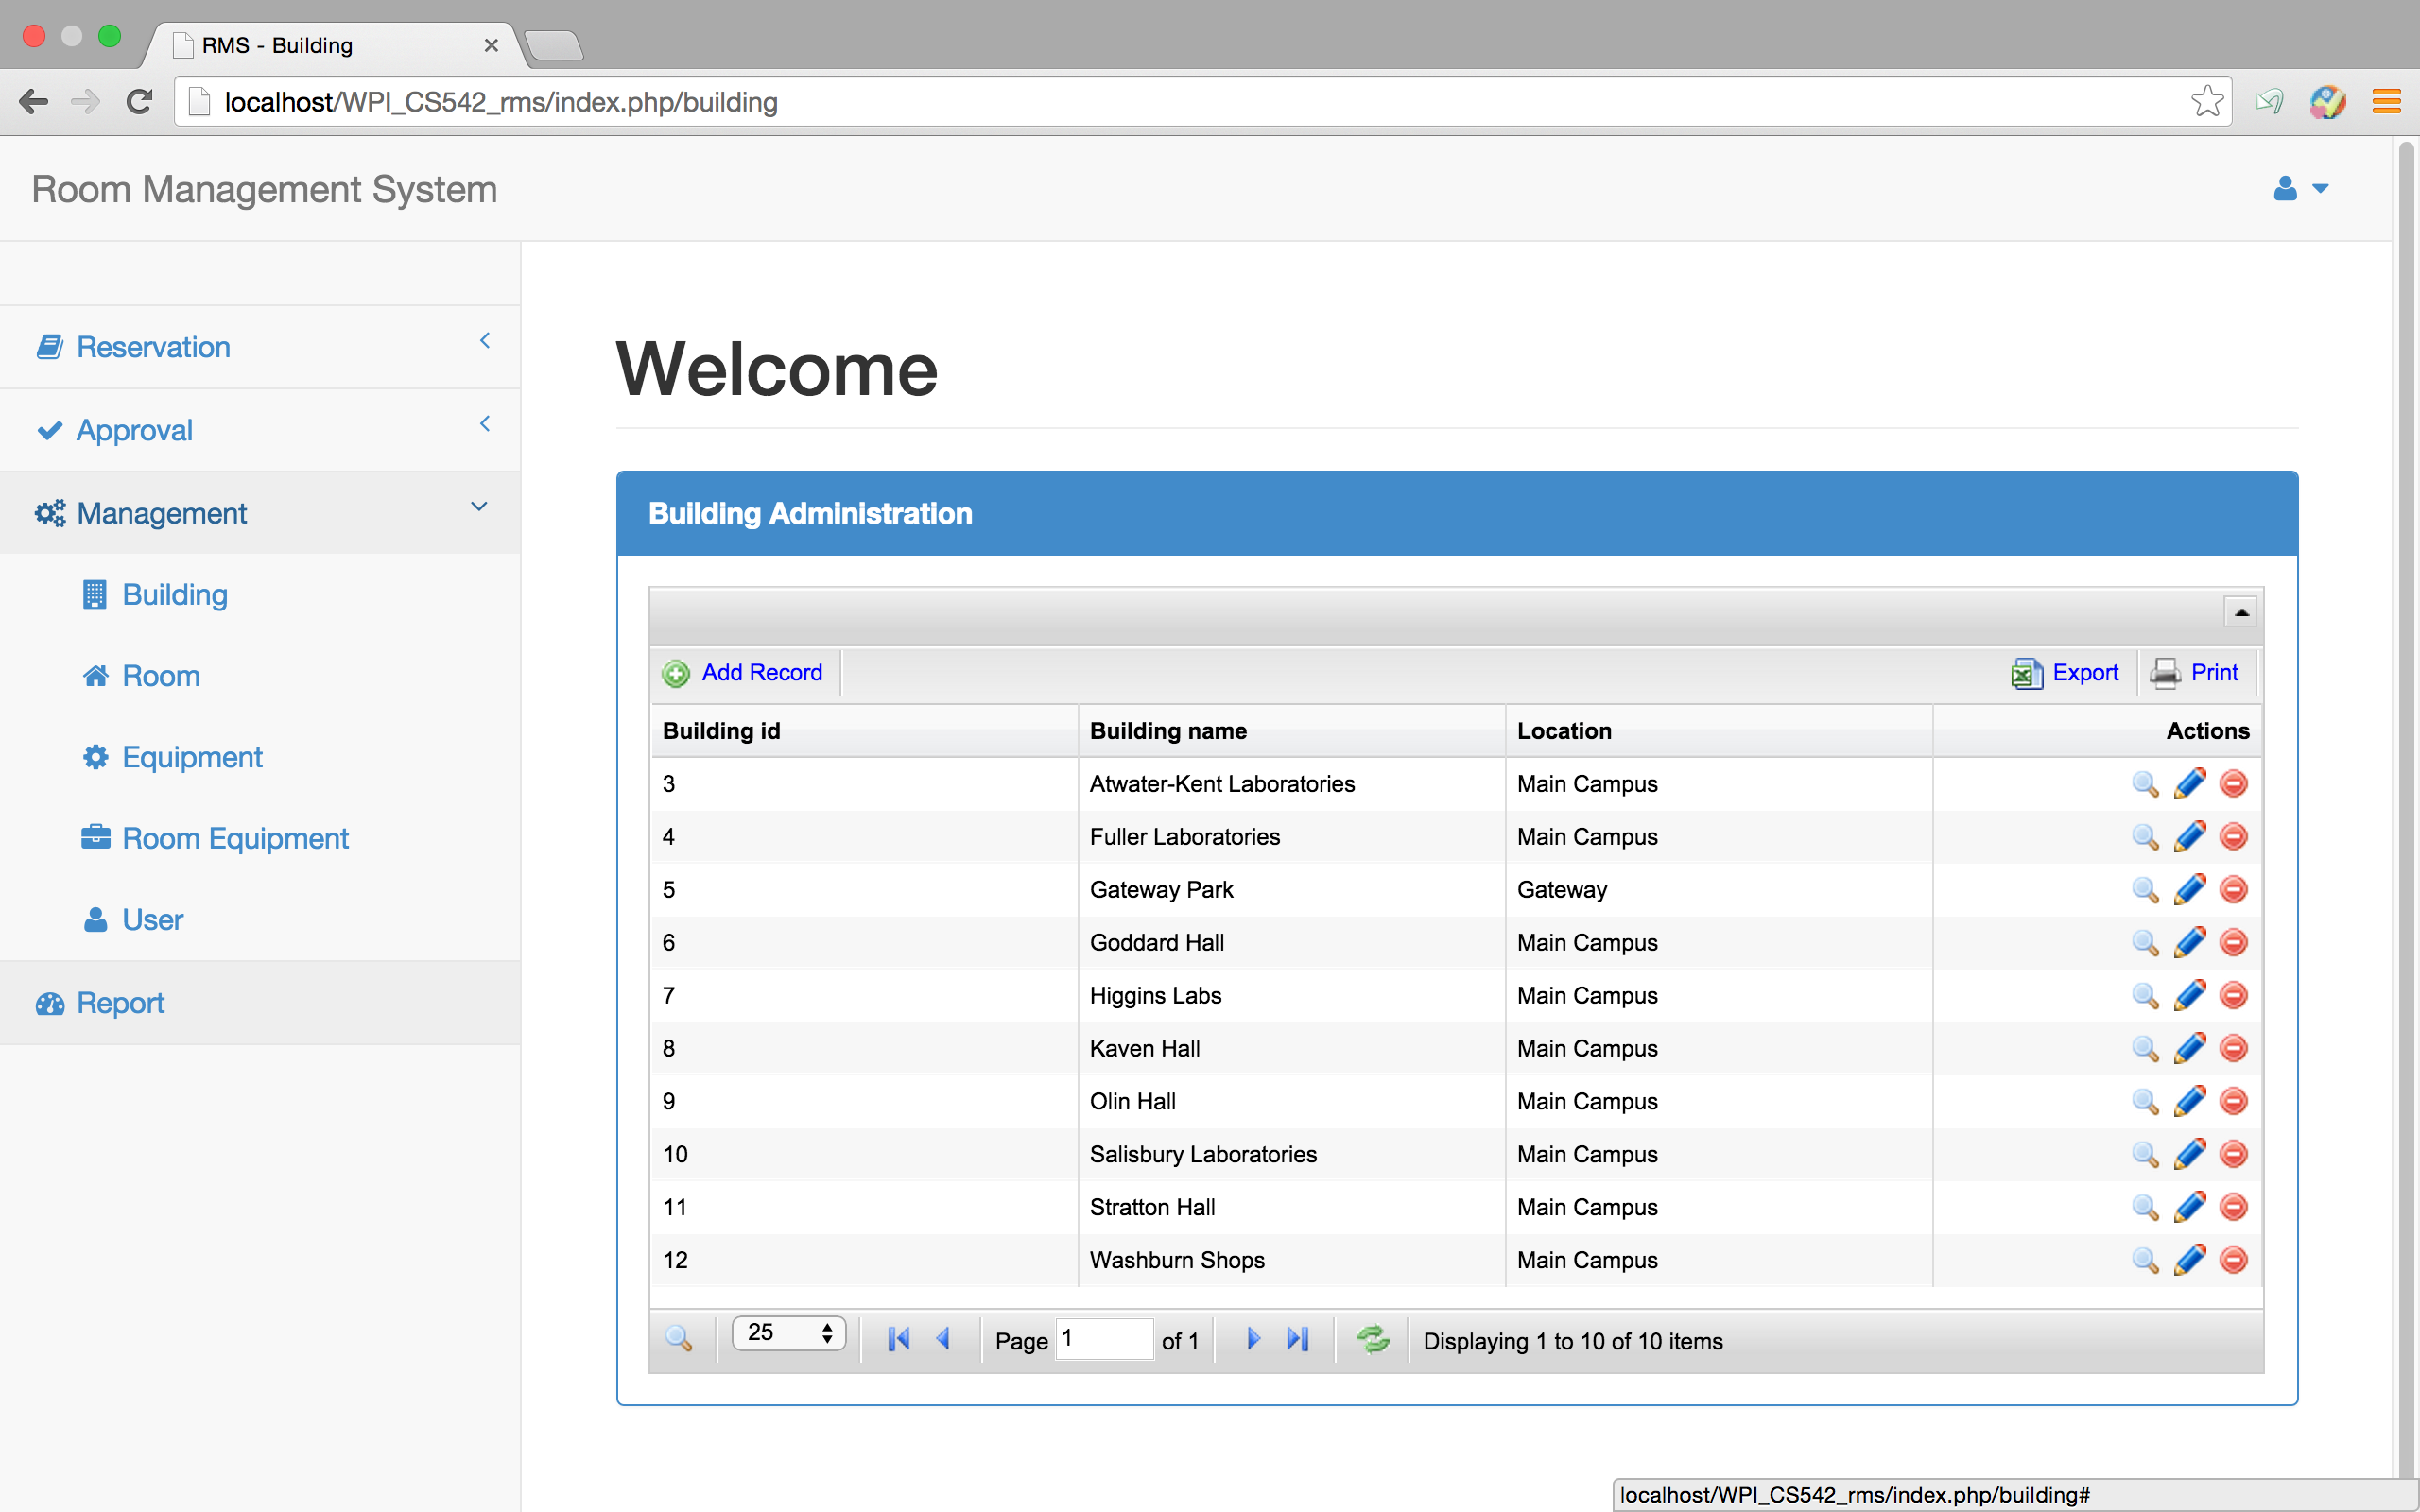 RMS - Building
localhost/WPI_CS542_rms/index.php/building
Room Management System
Reservation
Approval
Management
Building
Room
Equipment
Room Equipment
User
Report
Welcome
Building Administration
Add Record Export Print
Building id Building name Location Actions
3 Atwater-Kent Laboratories Main Campus
4 Fuller Laboratories Main Campus
5 Gateway Park Gateway
6 Goddard Hall Main Campus
7 Higgins Labs Main Campus
8 Kaven Hall Main Campus
9 Olin Hall Main Campus
10 Salisbury Laboratories Main Campus
11 Stratton Hall Main Campus
12 Washburn Shops Main Campus
25 Page 1 of 1 Displaying 1 to 10 of 10 items
localhost/WPI_CS542_rms/index.php/building#